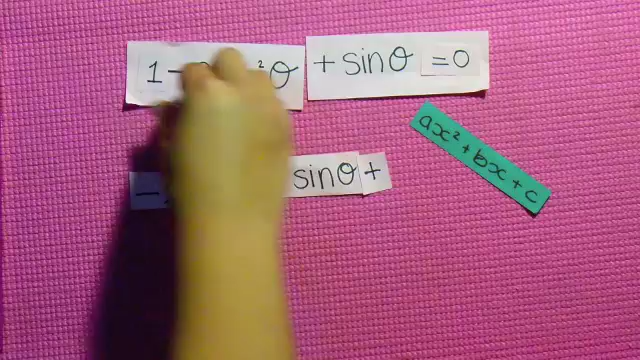 1 - ²θ + sinθ = 0
- sinθ +
ax² + bx + c